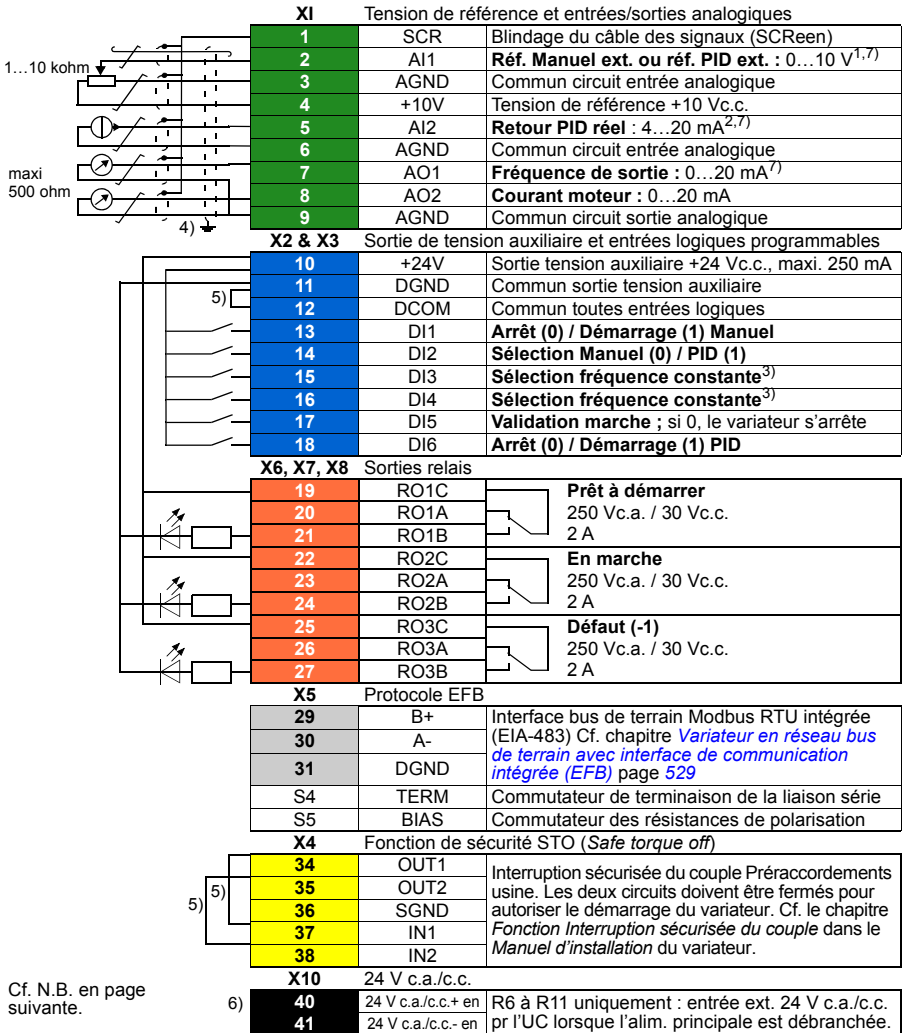 XI Tension de référence et entrées/sorties analogiques
1 SCR Blindage du câble des signaux (SCReen)
2 AI1 Réf. Manuel ext. ou réf. PID ext. : 0…10 V1,7)
1…10 kohm
3 AGND Commun circuit entrée analogique
4 +10V Tension de référence +10 Vc.c.
5 AI2 Retour PID réel : 4…20 mA2,7)
6 AGND Commun circuit entrée analogique
7 AO1 Fréquence de sortie : 0…20 mA7)
maxi
500 ohm
8 AO2 Courant moteur : 0…20 mA
9 AGND Commun circuit sortie analogique
4)
X2 & X3 Sortie de tension auxiliaire et entrées logiques programmables
10 +24V Sortie tension auxiliaire +24 Vc.c., maxi. 250 mA
11 DGND Commun sortie tension auxiliaire
5)
12 DCOM Commun toutes entrées logiques
13 DI1 Arrêt (0) / Démarrage (1) Manuel
14 DI2 Sélection Manuel (0) / PID (1)
15 DI3 Sélection fréquence constante3)
16 DI4 Sélection fréquence constante3)
17 DI5 Validation marche ; si 0, le variateur s’arrête
18 DI6 Arrêt (0) / Démarrage (1) PID
X6, X7, X8 Sorties relais
19 RO1C Prêt à démarrer
20 RO1A 250 Vc.a. / 30 Vc.c.
21 RO1B 2 A
22 RO2C En marche
23 RO2A 250 Vc.a. / 30 Vc.c.
24 RO2B 2 A
25 RO3C Défaut (-1)
26 RO3A 250 Vc.a. / 30 Vc.c.
27 RO3B 2 A
X5 Protocole EFB
29 B+ Interface bus de terrain Modbus RTU intégrée
30 A- (EIA-483) Cf. chapitre Variateur en réseau bus
de terrain avec interface de communication
31 DGND intégrée (EFB) page 529
S4 TERM Commutateur de terminaison de la liaison série
S5 BIAS Commutateur des résistances de polarisation
X4 Fonction de sécurité STO (Safe torque off)
34 OUT1 Interruption sécurisée du couple Préraccordements
5) 5) 35 OUT2 usine. Les deux circuits doivent être fermés pour
36 SGND autoriser le démarrage du variateur. Cf. le chapitre
37 IN1 Fonction Interruption sécurisée du couple dans le
38 IN2 Manuel d’installation du variateur.
X10 24 V c.a./c.c.
Cf. N.B. en page
suivante.
6) 40 24 V c.a./c.c.+ en R6 à R11 uniquement : entrée ext. 24 V c.a./c.c.
41 24 V c.a./c.c.- en pr l’UC lorsque l’alim. principale est débranchée.